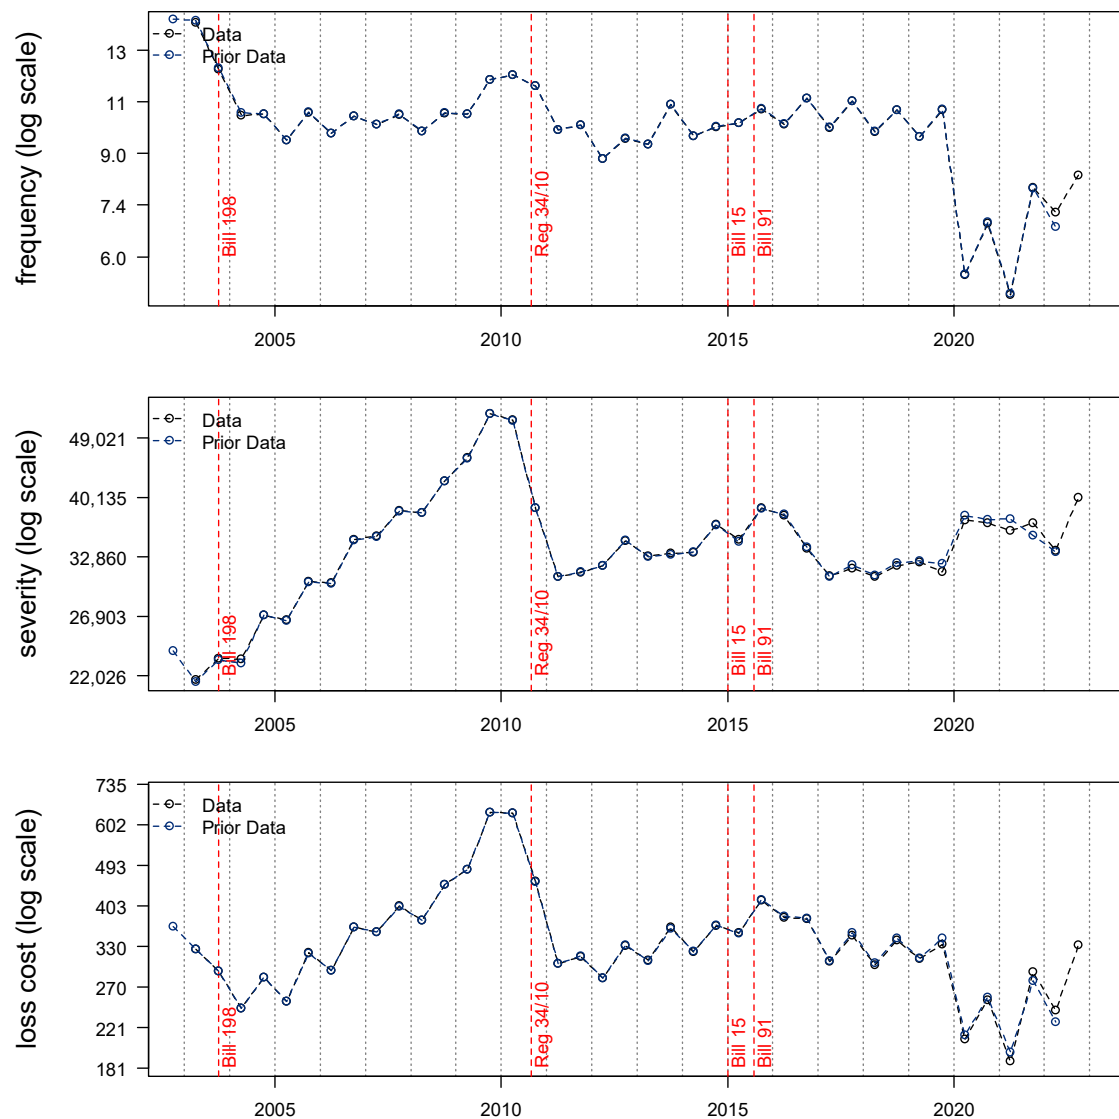 frequency (log scale)
13
11
9.0
7.4
6.0
Data
Prior Data
Bill 198
Reg 34/10
Bill 15
Bill 91
2005
2010
2015
2020
severity (log scale)
49,021
40,135
32,860
26,903
22,026
Data
Prior Data
Bill 198
Reg 34/10
Bill 15
Bill 91
2005
2010
2015
2020
loss cost (log scale)
735
602
493
403
330
270
221
181
Data
Prior Data
Bill 198
Reg 34/10
Bill 15
Bill 91
2005
2010
2015
2020